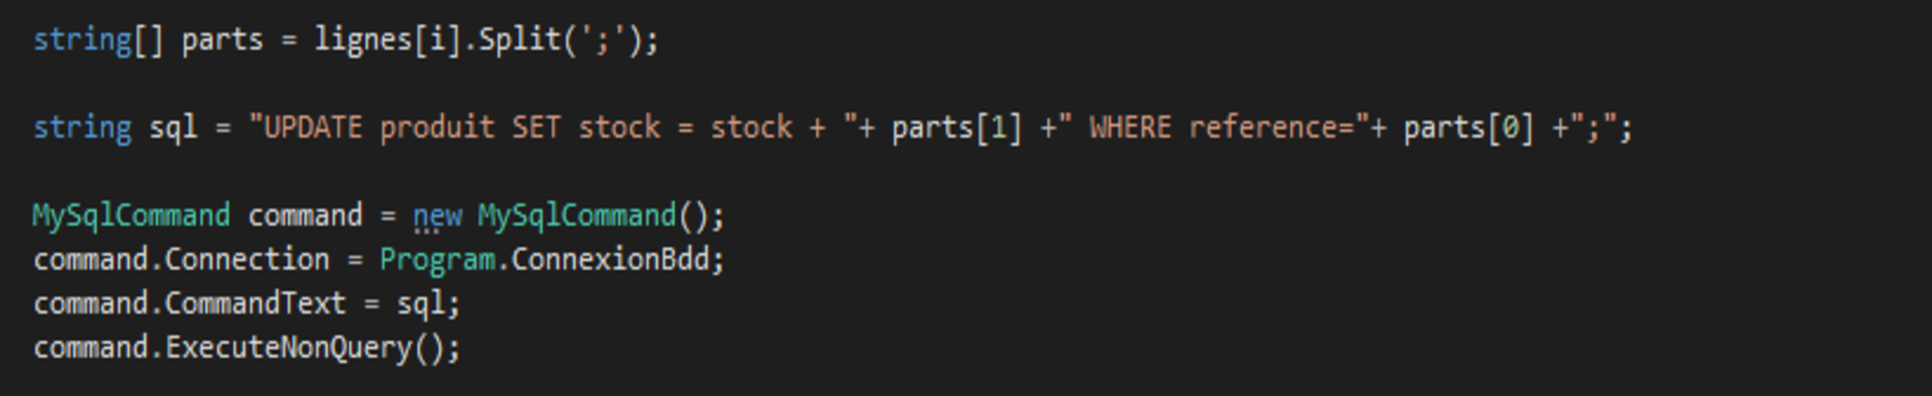 string[] parts = lignes[i].Split(';');
string sql = "UPDATE produit SET stock = stock + "+ parts[1] +" WHERE reference="+ parts[0] +";";
MySqlCommand command = new MySqlCommand();
command.Connection = Program.ConnexionBdd;
command.CommandText = sql;
command.ExecuteNonQuery();